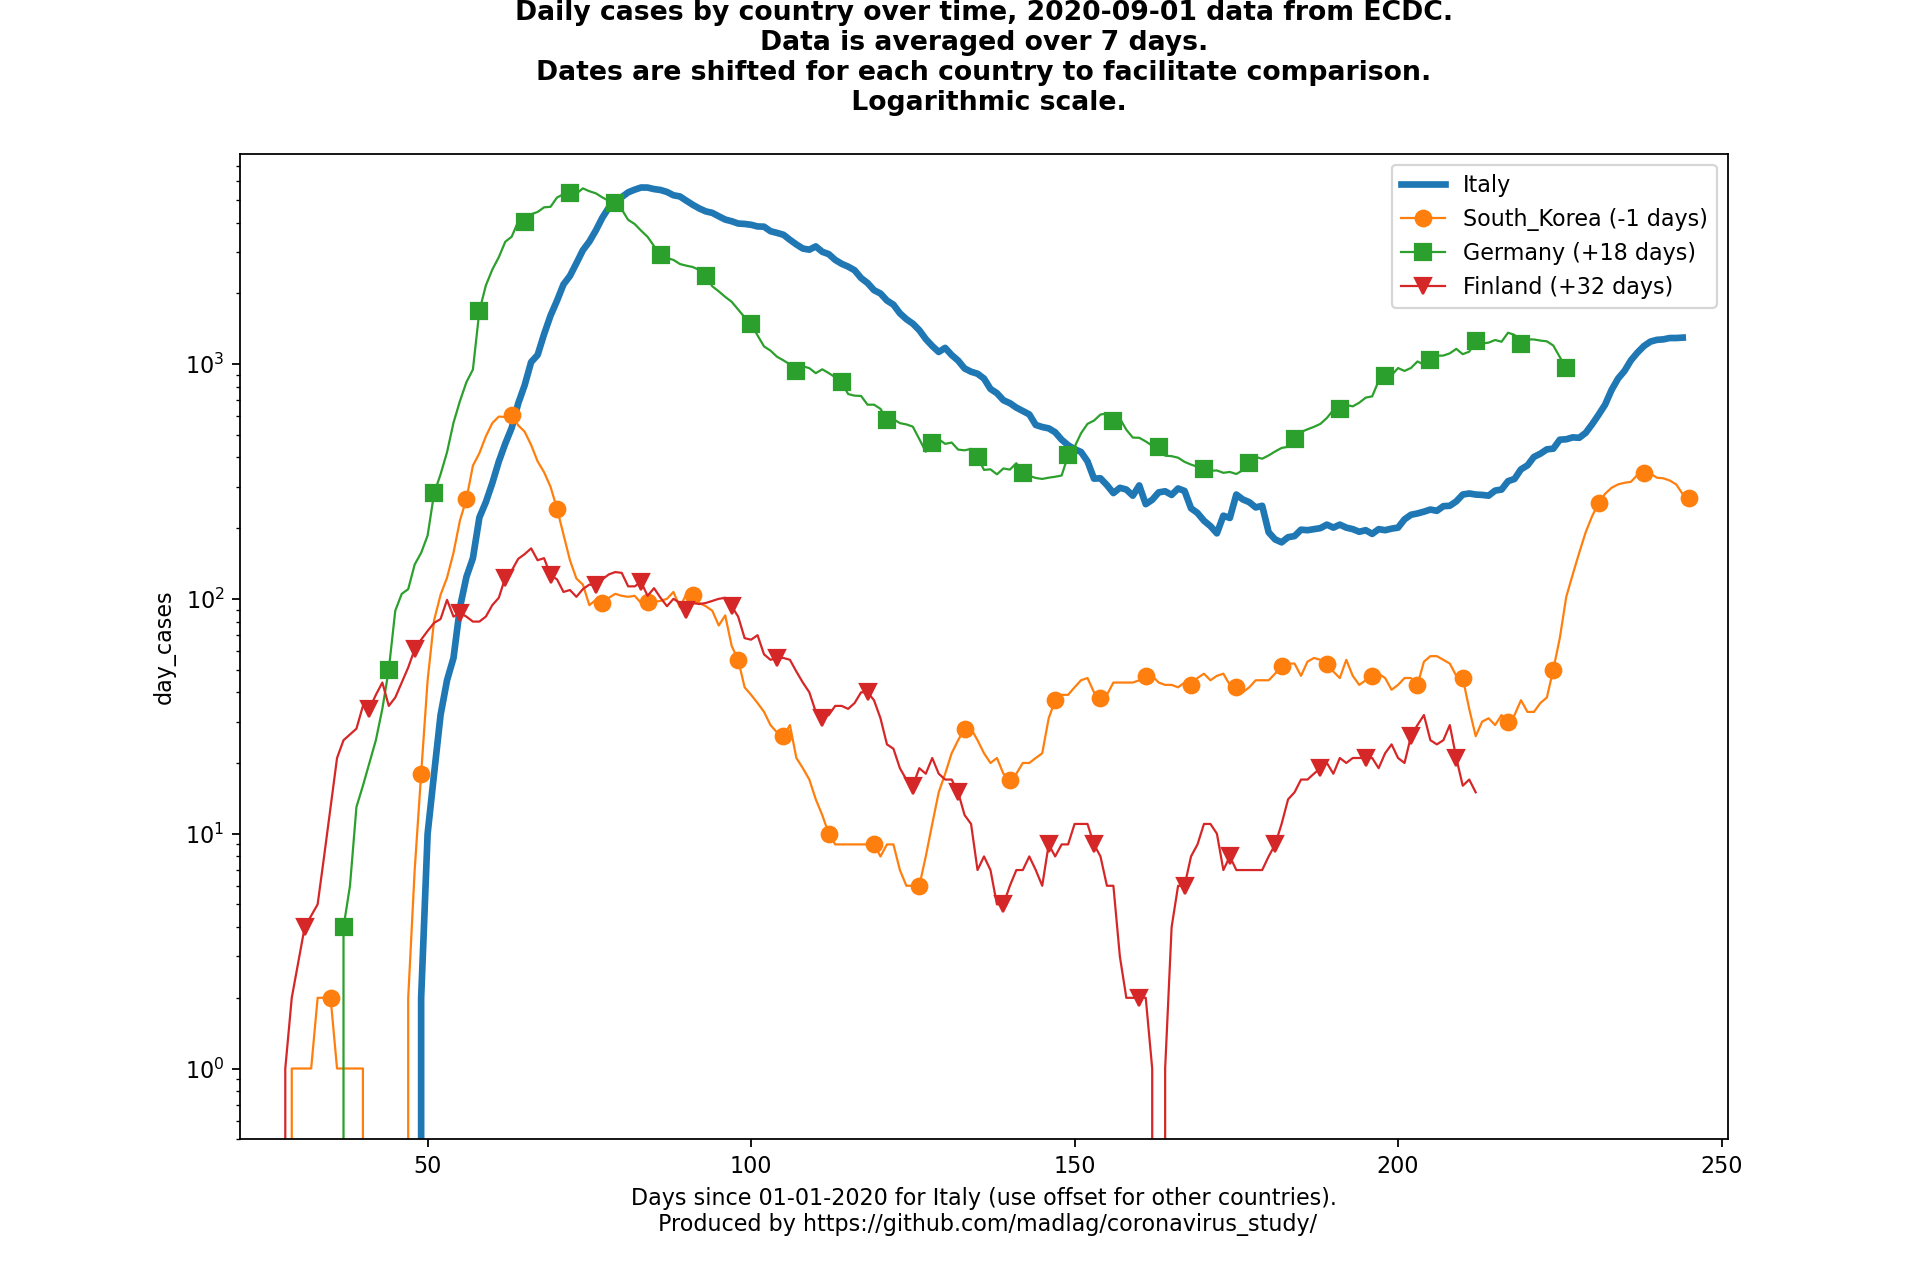 Daily cases by country over time, 2020-09-01 data from ECDC.
Data is averaged over 7 days.
Dates are shifted for each country to facilitate comparison.
Logarithmic scale.
Italy
South_Korea (-1 days)
Germany (+18 days)
Finland (+32 days)
day_cases
10³
10²
10¹
10⁰
50
100
150
200
250
Days since 01-01-2020 for Italy (use offset for other countries).
Produced by https://github.com/madlag/coronavirus_study/